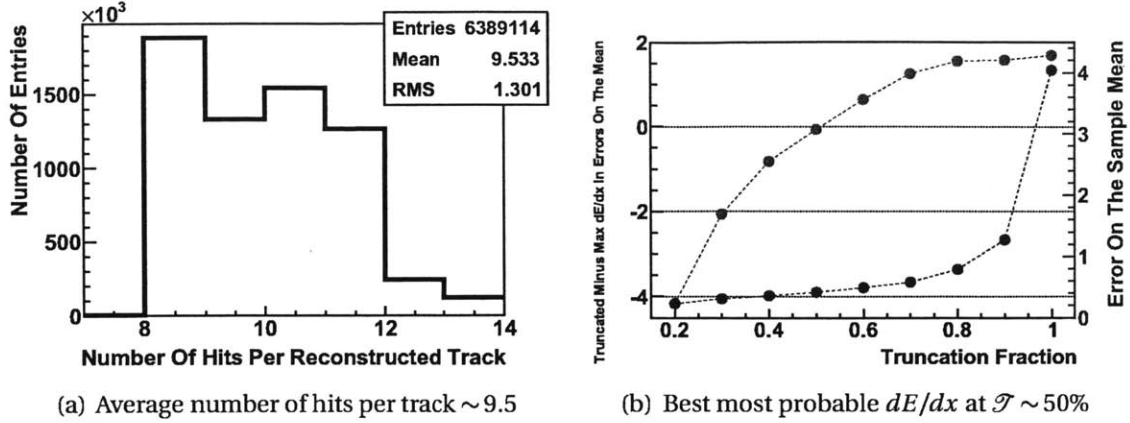 ×10³
Number Of Entries
Entries 6389114
Mean 9.533
RMS 1.301
1500
1000
500
0
8 10 12 14
Number Of Hits Per Reconstructed Track
(a) Average number of hits per track ∼ 9.5
Truncated Minus Max dE/dx In Errors On The Mean
2
0
-2
-4
0.2 0.4 0.6 0.8 1
Truncation Fraction
4
3
2
1
0
Error On The Sample Mean
(b) Best most probable dE/dx at 𝒯 ∼ 50%